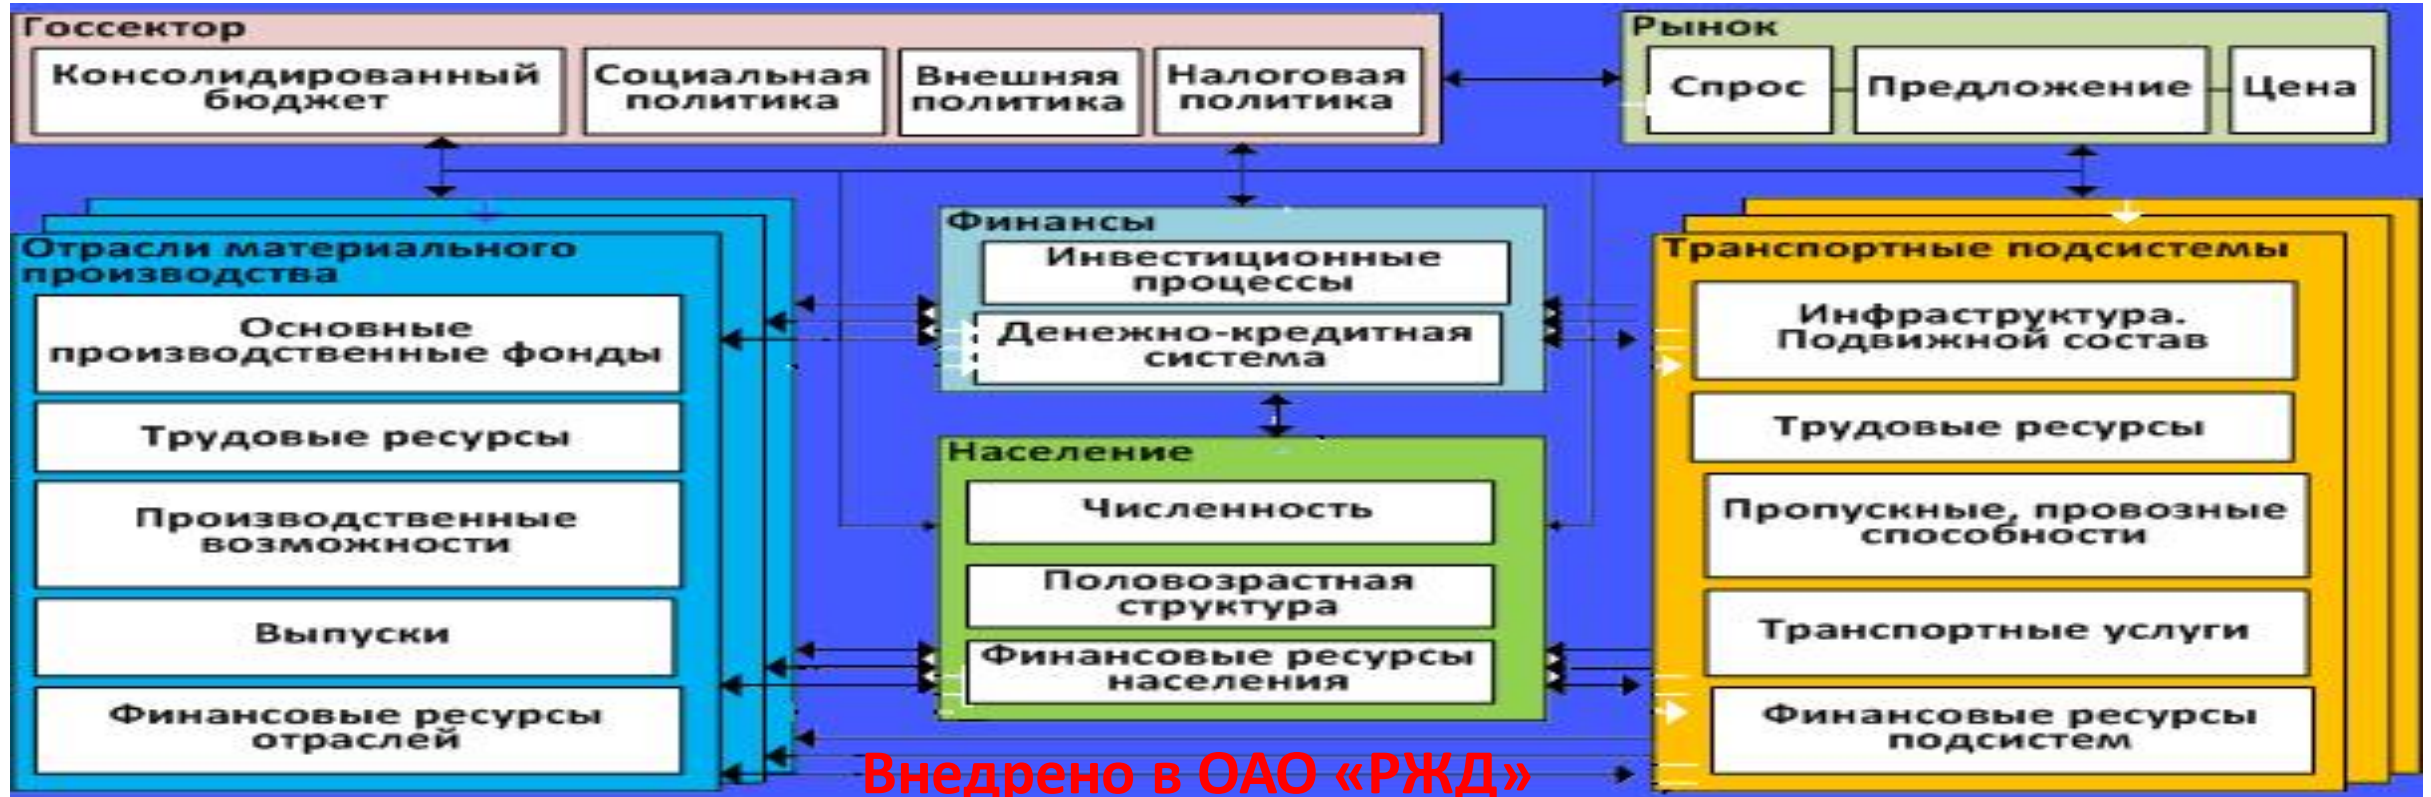 Госсектор
Консолидированный
бюджет
Социальная
политика
Внешняя
политика
Налоговая
политика
Рынок
Спрос
Предложение
Цена
Отрасли материального
производства
Основные
производственные фонды
Трудовые ресурсы
Производственные
возможности
Выпуски
Финансовые ресурсы
отраслей
Финансы
Инвестиционные
процессы
Денежно-кредитная
система
Население
Численность
Половозрастная
структура
Финансовые ресурсы
населения
Транспортные подсистемы
Инфраструктура.
Подвижной состав
Трудовые ресурсы
Пропускные, провозные
способности
Транспортные услуги
Финансовые ресурсы
подсистем
Внедрено в ОАО «РЖД»